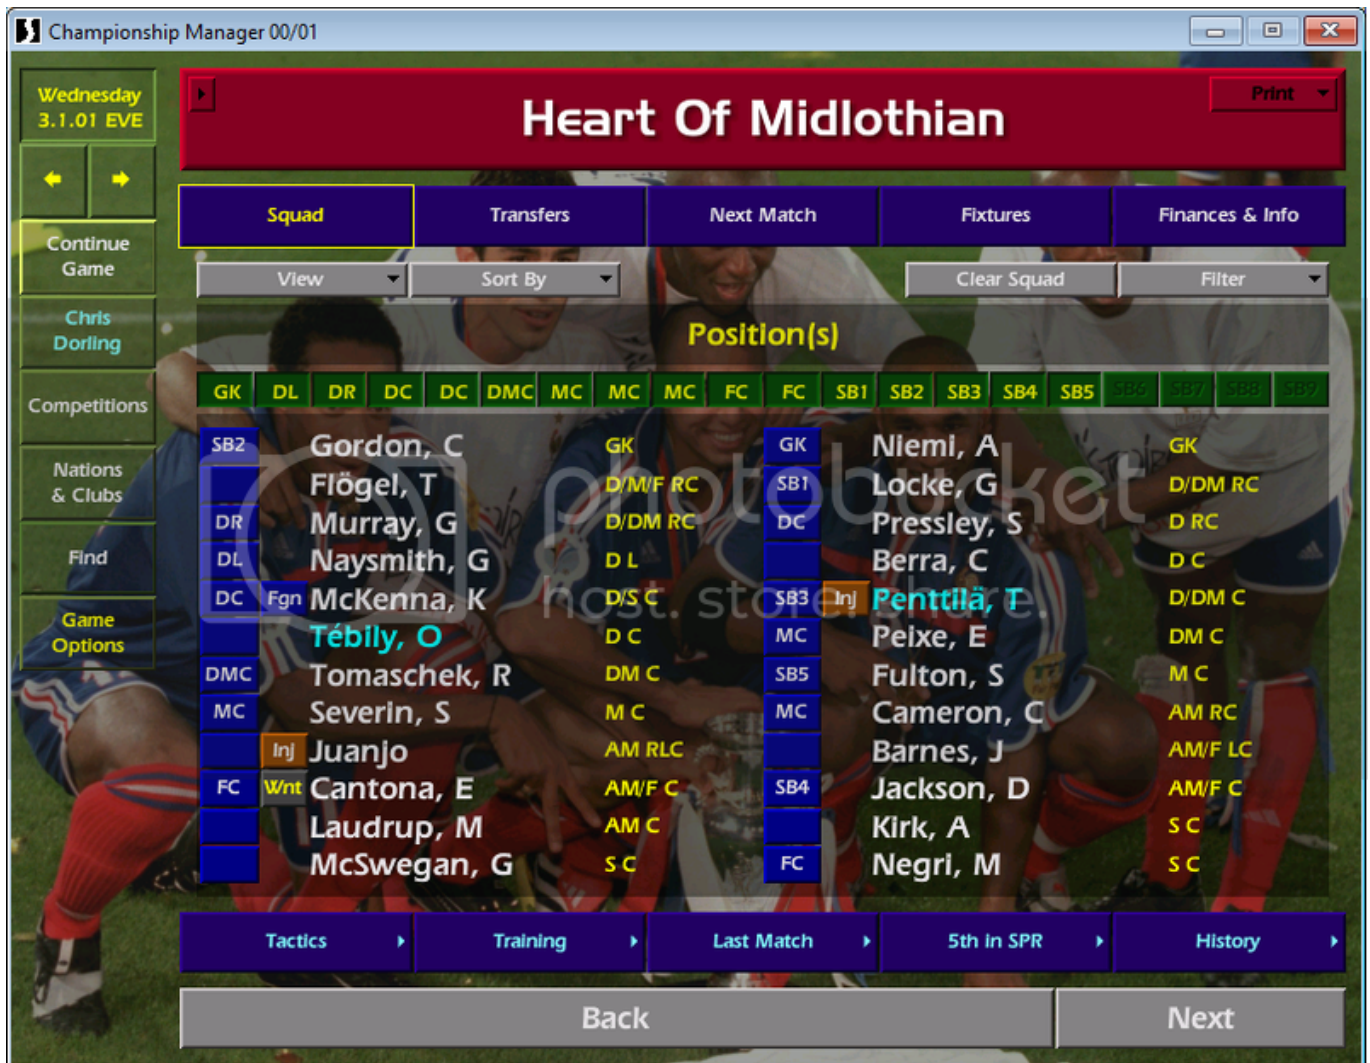 Championship Manager 00/01
Wednesday
3.1.01 EVE
Heart Of Midlothian
Print
Squad
Transfers
Next Match
Fixtures
Finances & Info
Continue
Game
View
Sort By
Clear Squad
Filter
Chris
Dorling
Position(s)
Competitions
GK DL DR DC DC DMC MC MC MC FC FC SB1 SB2 SB3 SB4 SB5 SB6 SB7 SB8 SB9
Nations
& Clubs
Find
Game
Options
SB2 Gordon, C GK
GK Niemi, A GK
Flögel, T D/M/F RC
SB1 Locke, G D/DM RC
DR Murray, G D/DM RC
DC Pressley, S D RC
DL Naysmith, G D L
Berra, C D C
DC Fgn McKenna, K D/S C
SB3 Inj Penttilä, T D/DM C
Tébily, O D C
MC Peixe, E DM C
DMC Tomaschek, R DM C
SB5 Fulton, S M C
MC Severin, S M C
MC Cameron, C AM RC
Inj Juanjo AM RLC
Barnes, J AM/F LC
FC Wnt Cantona, E AM/F C
SB4 Jackson, D AM/F C
Laudrup, M AM C
Kirk, A S C
McSwegan, G S C
FC Negri, M S C
photobucket
host. store. share.
Tactics
Training
Last Match
5th in SPR
History
Back
Next